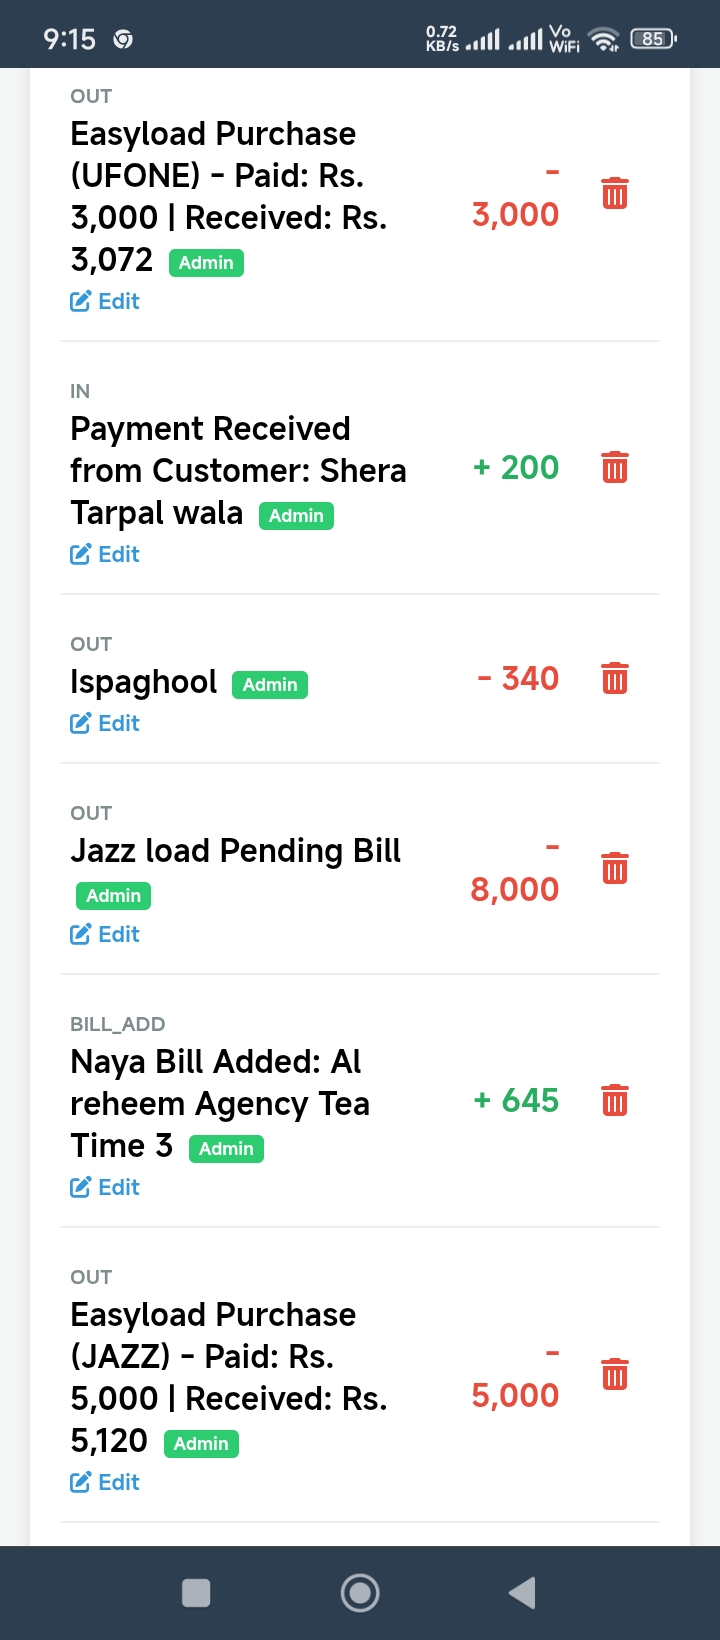 9:15
0.72
KB/s
Vo
WiFi
85
OUT
Easyload Purchase
(UFONE) - Paid: Rs.
3,000 | Received: Rs.
3,072 Admin
-
3,000
Edit
IN
Payment Received
from Customer: Shera
Tarpal wala Admin
+ 200
Edit
OUT
Ispaghool Admin
- 340
Edit
OUT
Jazz load Pending Bill
Admin
-
8,000
Edit
BILL_ADD
Naya Bill Added: Al
reheem Agency Tea
Time 3 Admin
+ 645
Edit
OUT
Easyload Purchase
(JAZZ) - Paid: Rs.
5,000 | Received: Rs.
5,120 Admin
-
5,000
Edit